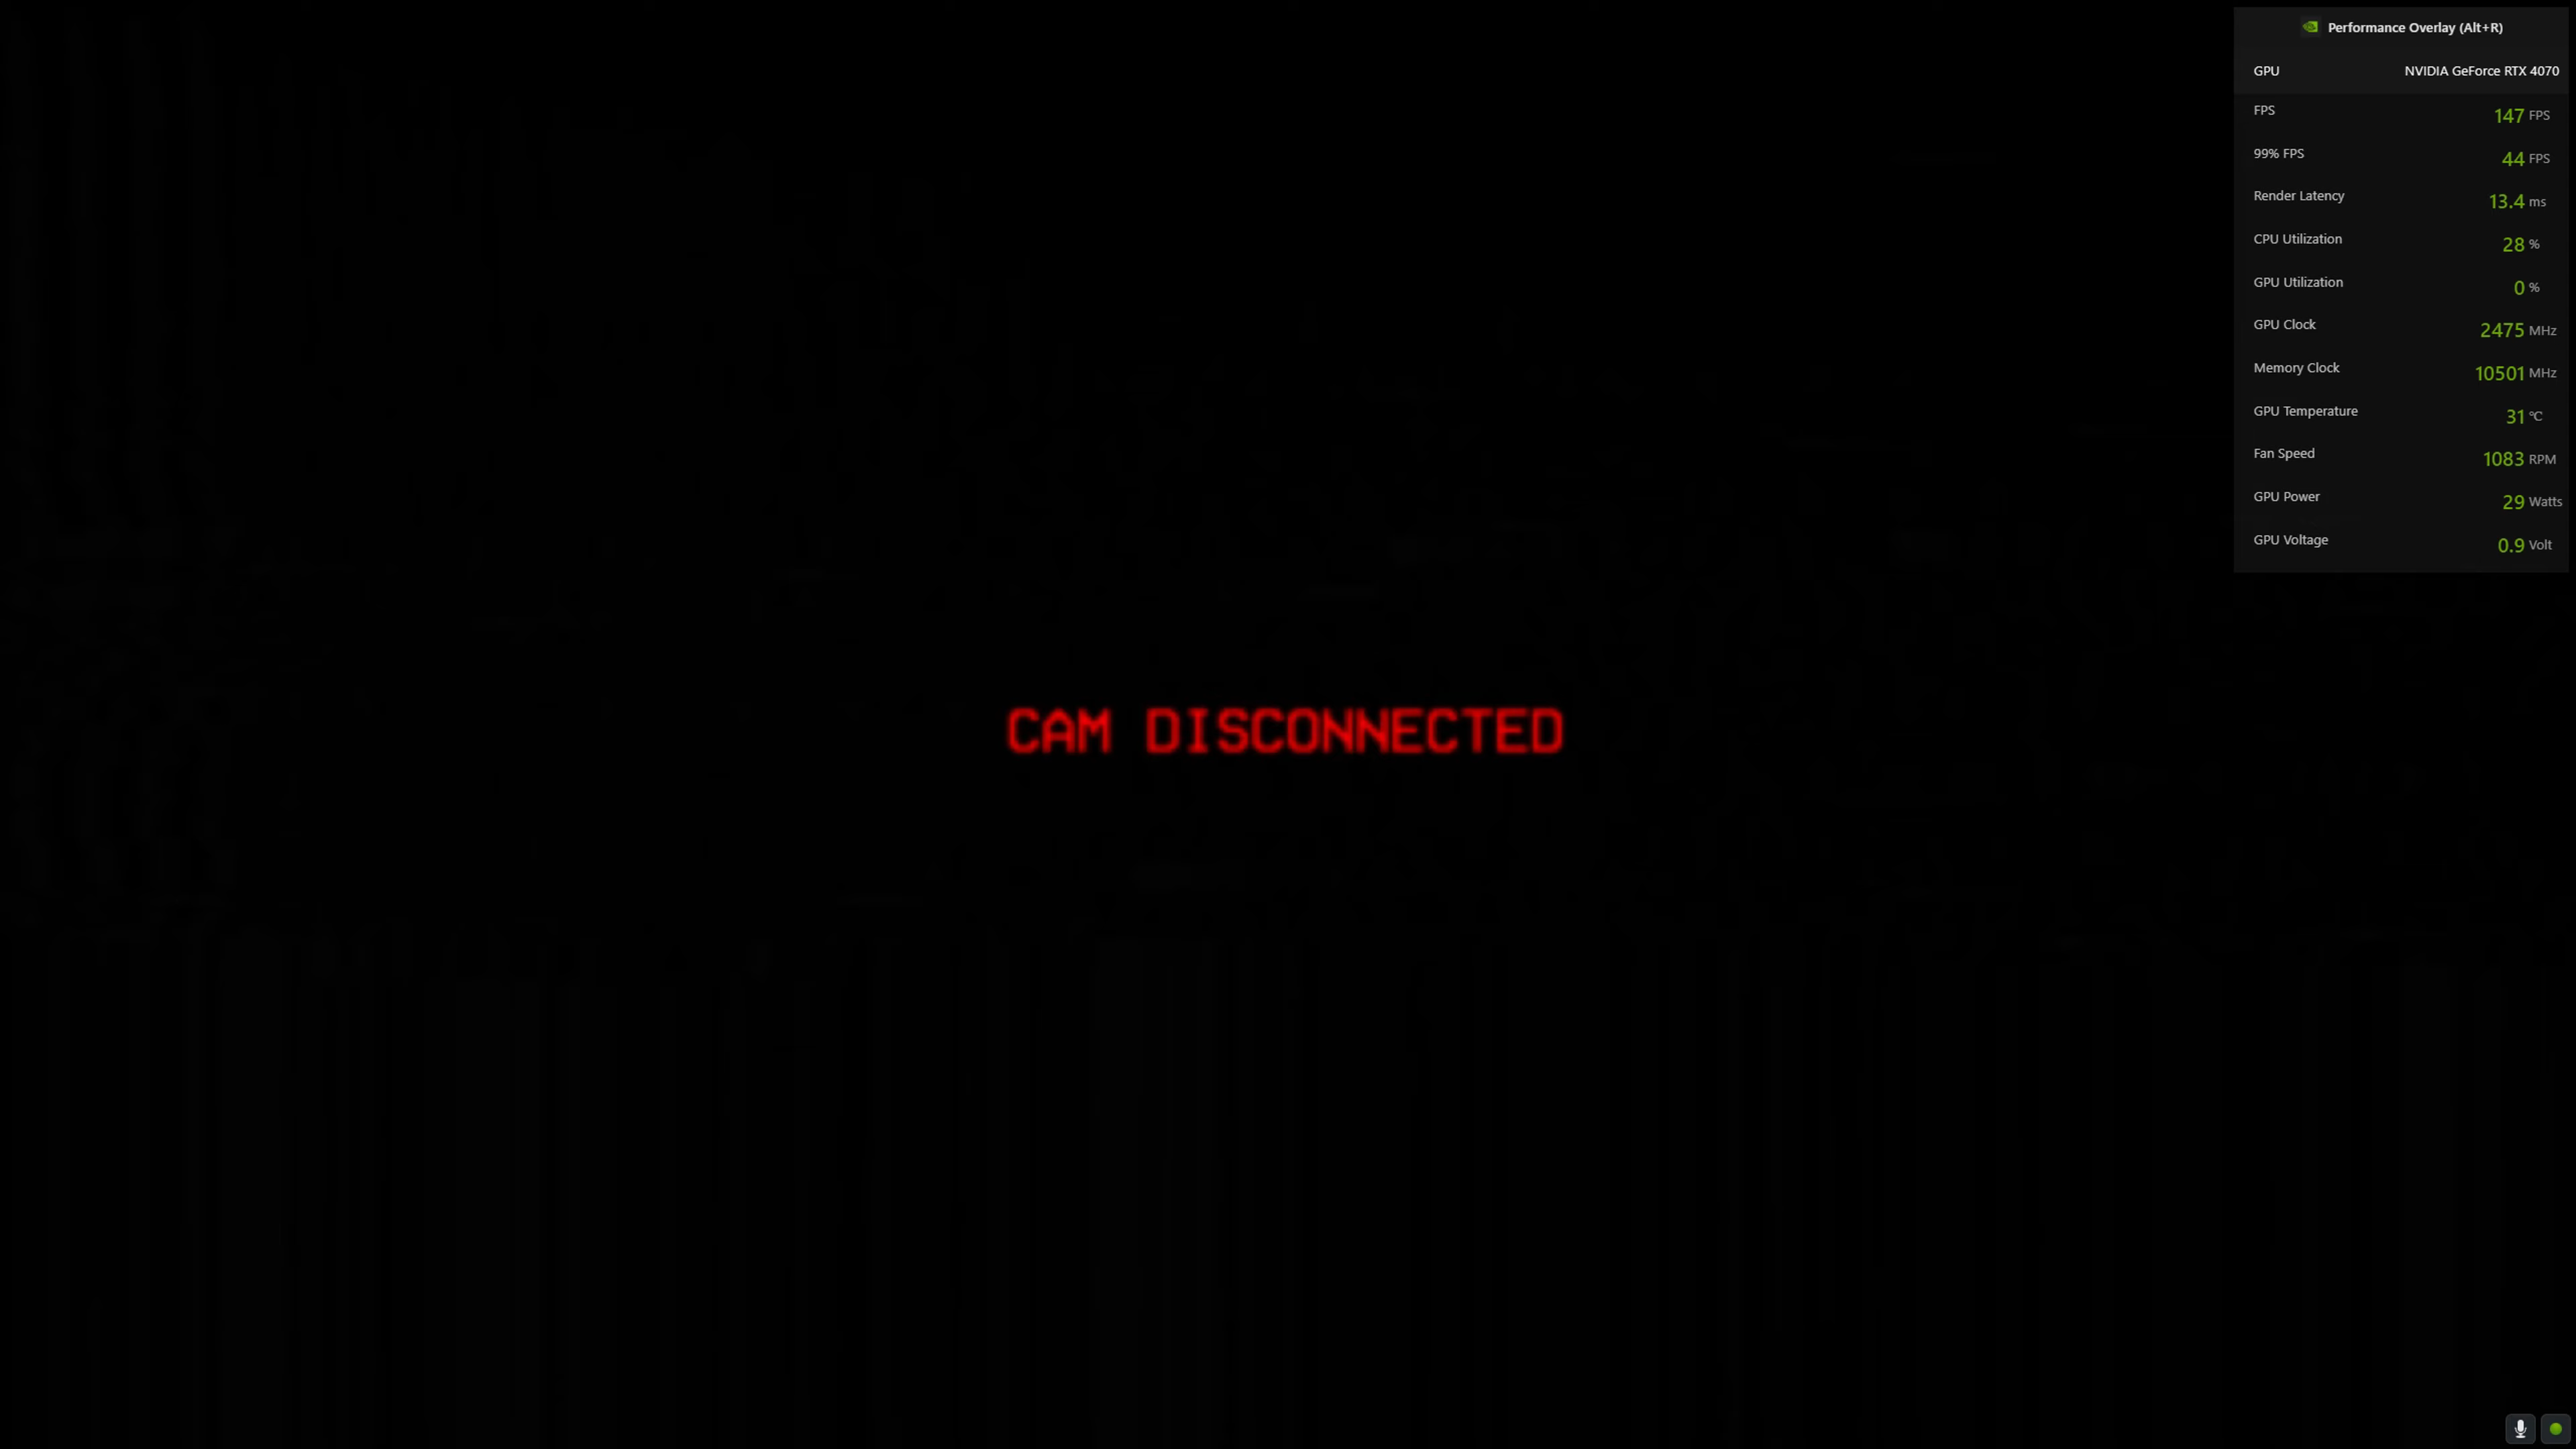 Performance Overlay (Alt+R)
GPU NVIDIA GeForce RTX 4070
FPS 147 FPS
99% FPS 44 FPS
Render Latency 13.4 ms
CPU Utilization 28 %
GPU Utilization 0 %
GPU Clock 2475 MHz
Memory Clock 10501 MHz
GPU Temperature 31 °C
Fan Speed 1083 RPM
GPU Power 29 Watts
GPU Voltage 0.9 Volt
CAM DISCONNECTED